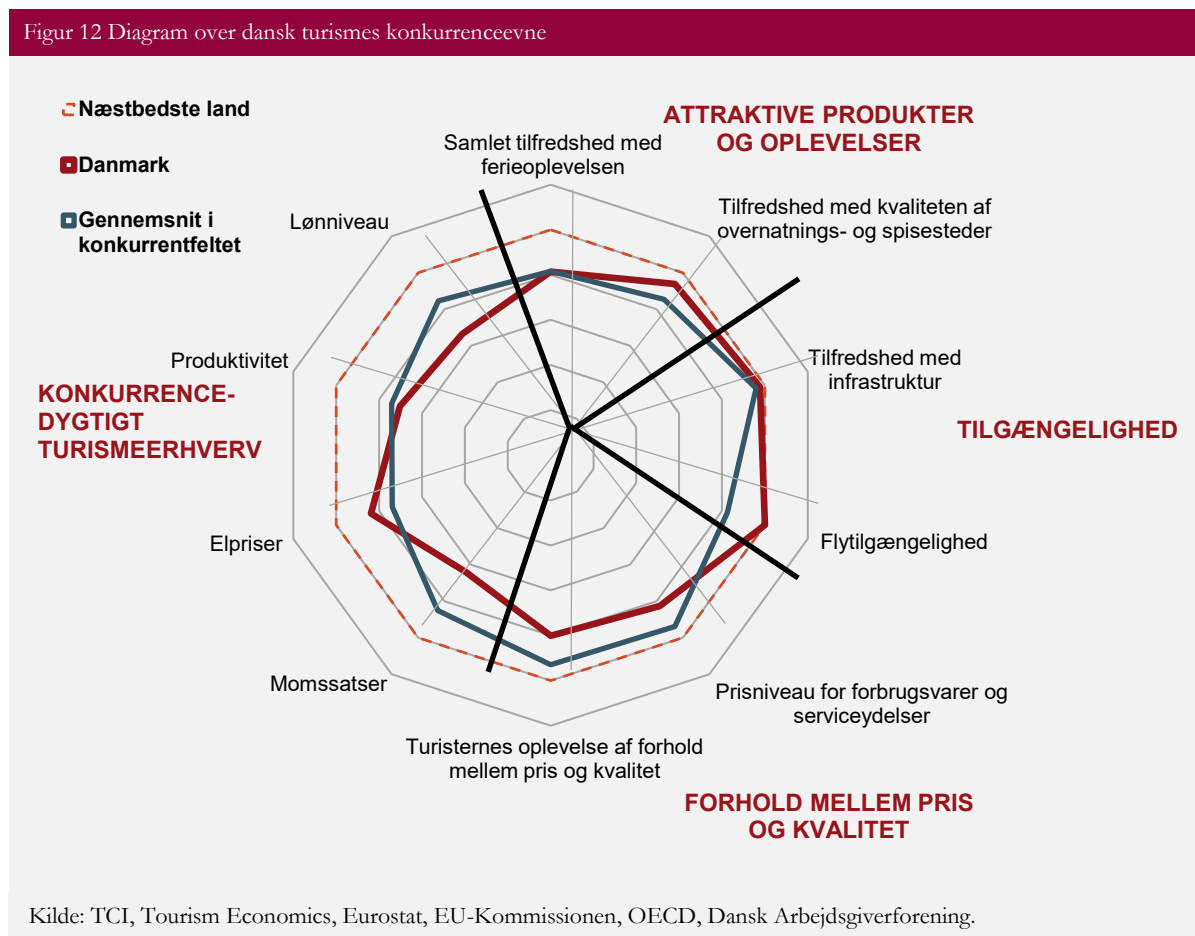 Figur 12 Diagram over dansk turismes konkurrenceevne
Næstbedste land
Danmark
Gennemsnit i
konkurrentfeltet
ATTRAKTIVE PRODUKTER
OG OPLEVELSER
Samlet tilfredshed med
ferieoplevelsen
Tilfredshed med kvaliteten af
overnatnings- og spisesteder
Tilfredshed med
infrastruktur
TILGÆNGELIGHED
Flytilgængelighed
Prisniveau for forbrugsvarer og
serviceydelser
FORHOLD MELLEM PRIS
OG KVALITET
Turisternes oplevelse af forhold
mellem pris og kvalitet
Momssatser
Elpriser
KONKURRENCE-
DYGTIGT
TURISMEERHVERV
Produktivitet
Lønniveau
Kilde: TCI, Tourism Economics, Eurostat, EU-Kommissionen, OECD, Dansk Arbejdsgiverforening.